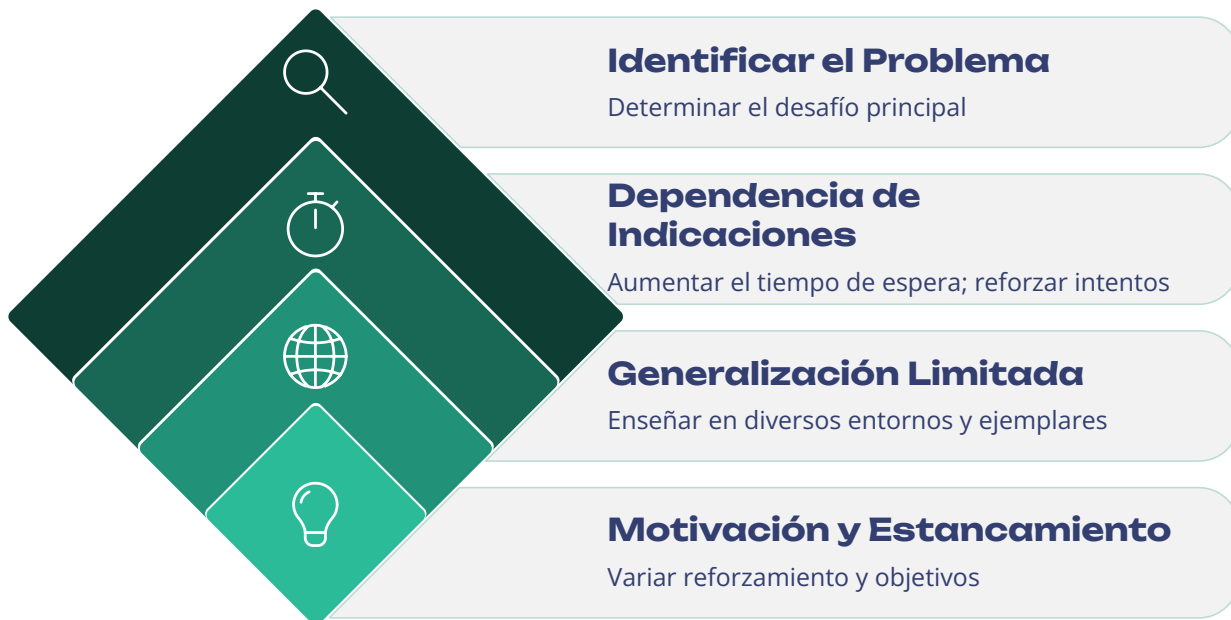 Identificar el Problema
Determinar el desafío principal
Dependencia de
Indicaciones
Aumentar el tiempo de espera; reforzar intentos
Generalización Limitada
Enseñar en diversos entornos y ejemplares
Motivación y Estancamiento
Variar reforzamiento y objetivos